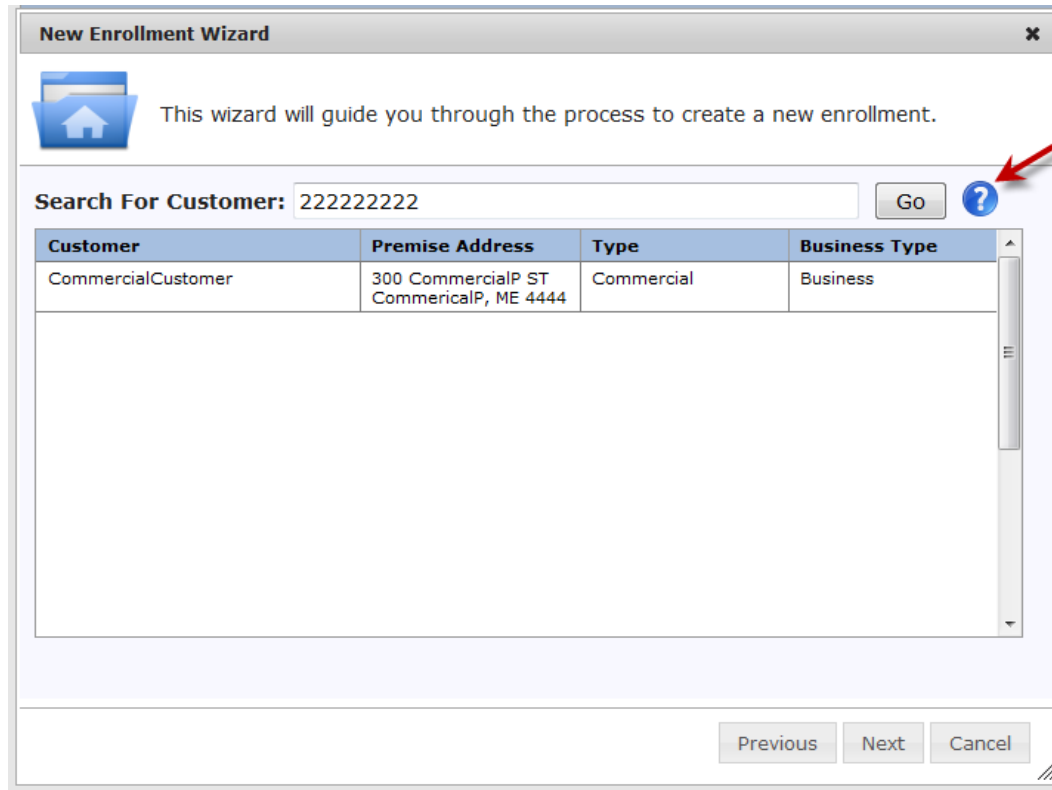 New Enrollment Wizard
This wizard will guide you through the process to create a new enrollment.
Search For Customer: 222222222 Go ?
Customer Premise Address Type Business Type
CommercialCustomer 300 CommercialP ST Commercial Business
CommericalP, ME 4444
Previous Next Cancel